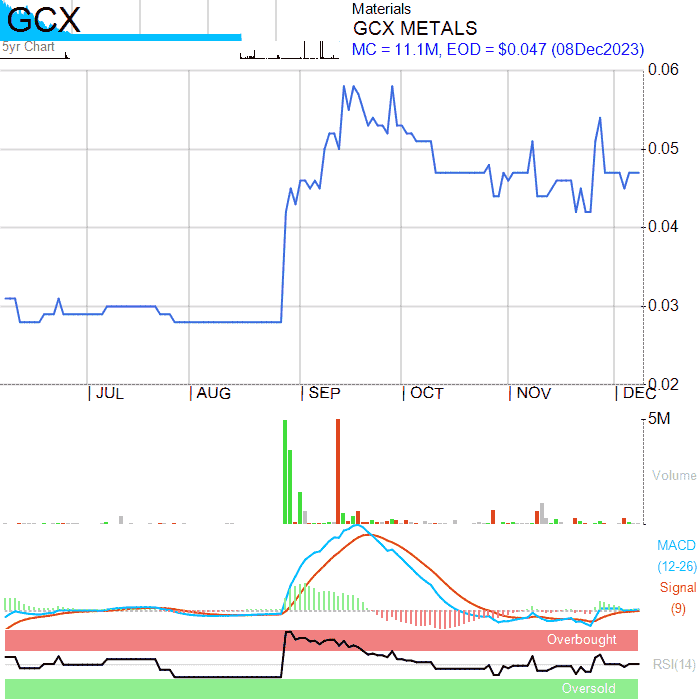 GCX
Materials
GCX METALS
5yr Chart
MC = 11.1M, EOD = $0.047 (08Dec2023)
0.06
0.05
0.04
0.03
0.02
JUL AUG SEP OCT NOV DEC
5M
Volume
MACD
(12-26)
Signal
(9)
Overbought
RSI(14)
Oversold